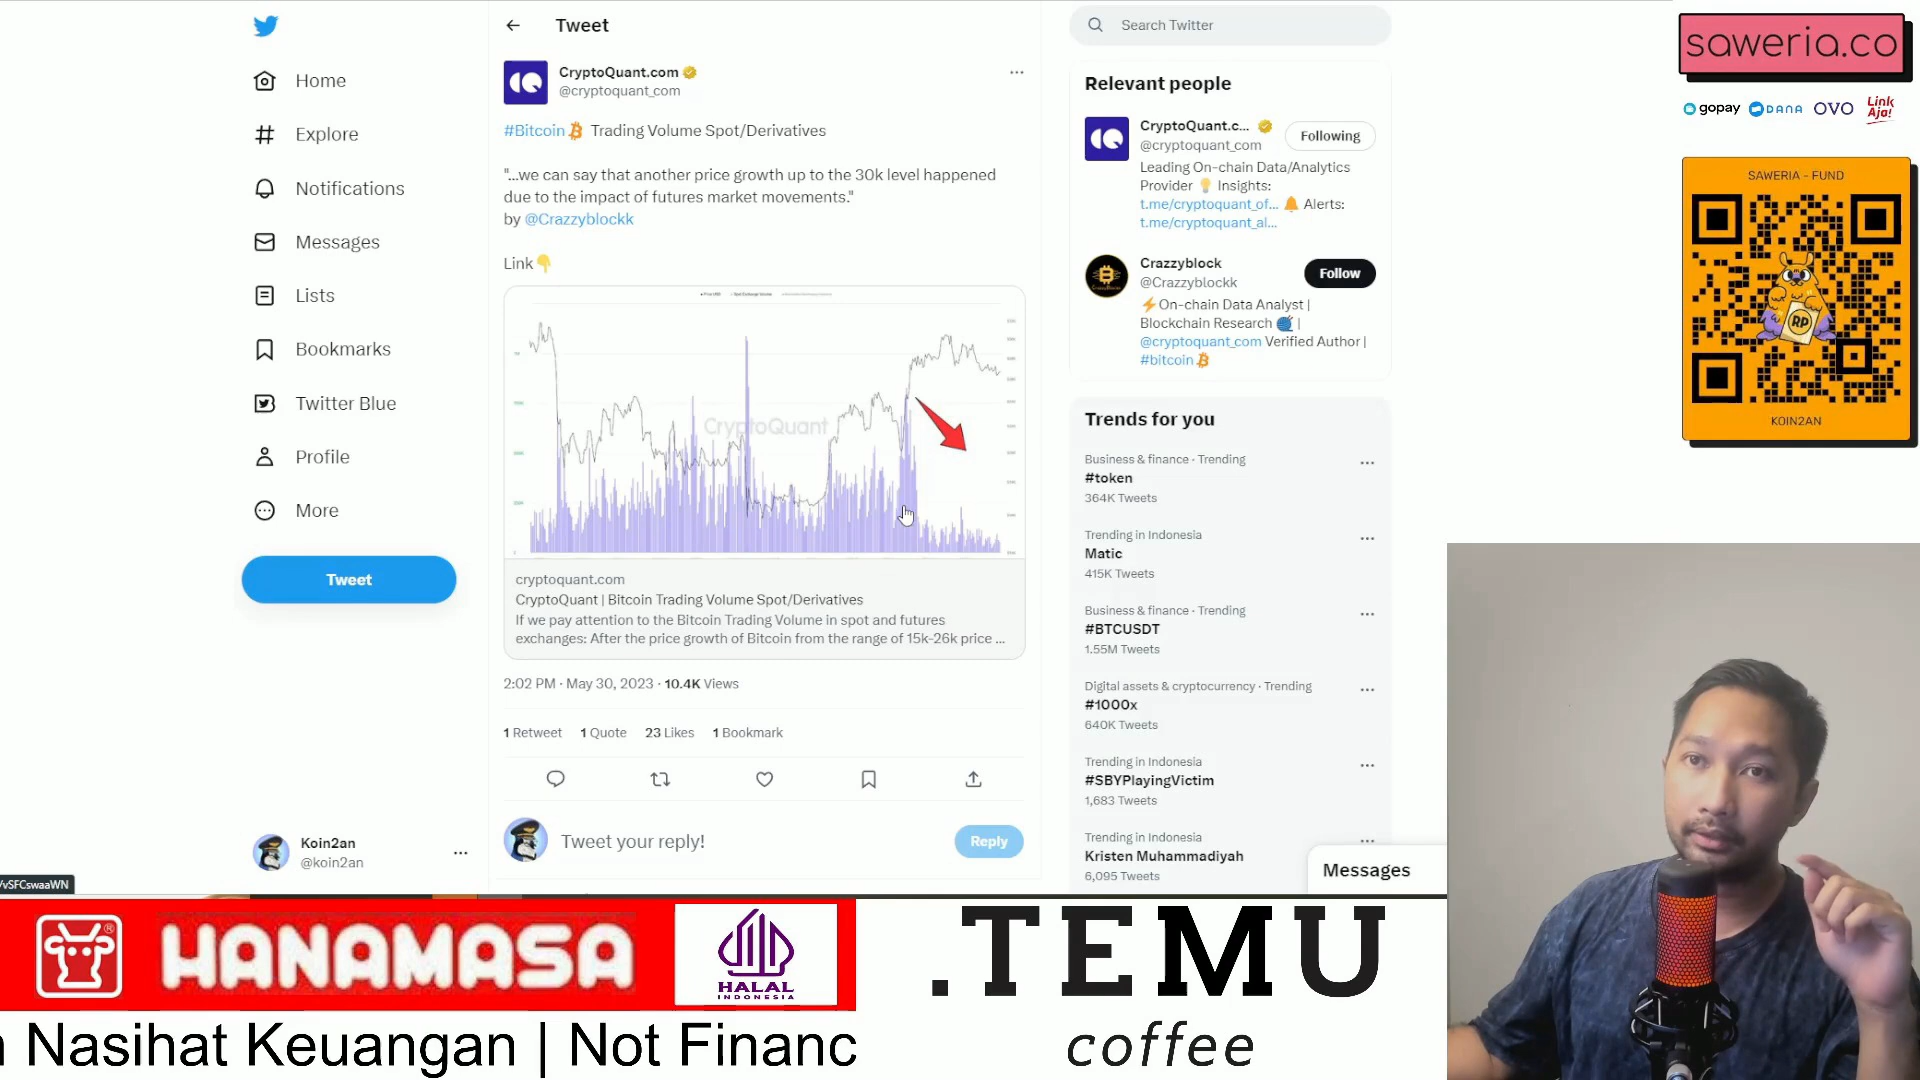 Home
Explore
Notifications
Messages
Lists
Bookmarks
Twitter Blue
Profile
More
Tweet
Koin2an
@koin2an
/vSFCswaaWN
Tweet
CryptoQuant.com
@cryptoquant_com
#Bitcoin Trading Volume Spot/Derivatives
"...we can say that another price growth up to the 30k level happened
due to the impact of futures market movements."
by @Crazzyblockk
Link
CryptoQuant
cryptoquant.com
CryptoQuant | Bitcoin Trading Volume Spot/Derivatives
If we pay attention to the Bitcoin Trading Volume in spot and futures
exchanges: After the price growth of Bitcoin from the range of 15k-26k price ...
2:02 PM · May 30, 2023 · 10.4K Views
1 Retweet 1 Quote 23 Likes 1 Bookmark
Tweet your reply!
Reply
Search Twitter
Relevant people
CryptoQuant.c...
@cryptoquant_com
Following
Leading On-chain Data/Analytics
Provider 💡 Insights:
t.me/cryptoquant_of... 🔔 Alerts:
t.me/cryptoquant_al...
Crazzyblock
@Crazzyblockk
Follow
⚡On-chain Data Analyst |
Blockchain Research 🧶 |
@cryptoquant_com Verified Author |
#bitcoin
Trends for you
Business & finance · Trending
#token
364K Tweets
Trending in Indonesia
Matic
415K Tweets
Business & finance · Trending
#BTCUSDT
1.55M Tweets
Digital assets & cryptocurrency · Trending
#1000x
640K Tweets
Trending in Indonesia
#SBYPlayingVictim
1,683 Tweets
Trending in Indonesia
Kristen Muhammadiyah
6,095 Tweets
Messages
saweria.co
gopay DANA OVO Link Aja!
SAWERIA - FUND
RP
KOIN2AN
HANAMASA
HALAL
INDONESIA
.TEMU
coffee
n Nasihat Keuangan | Not Financ